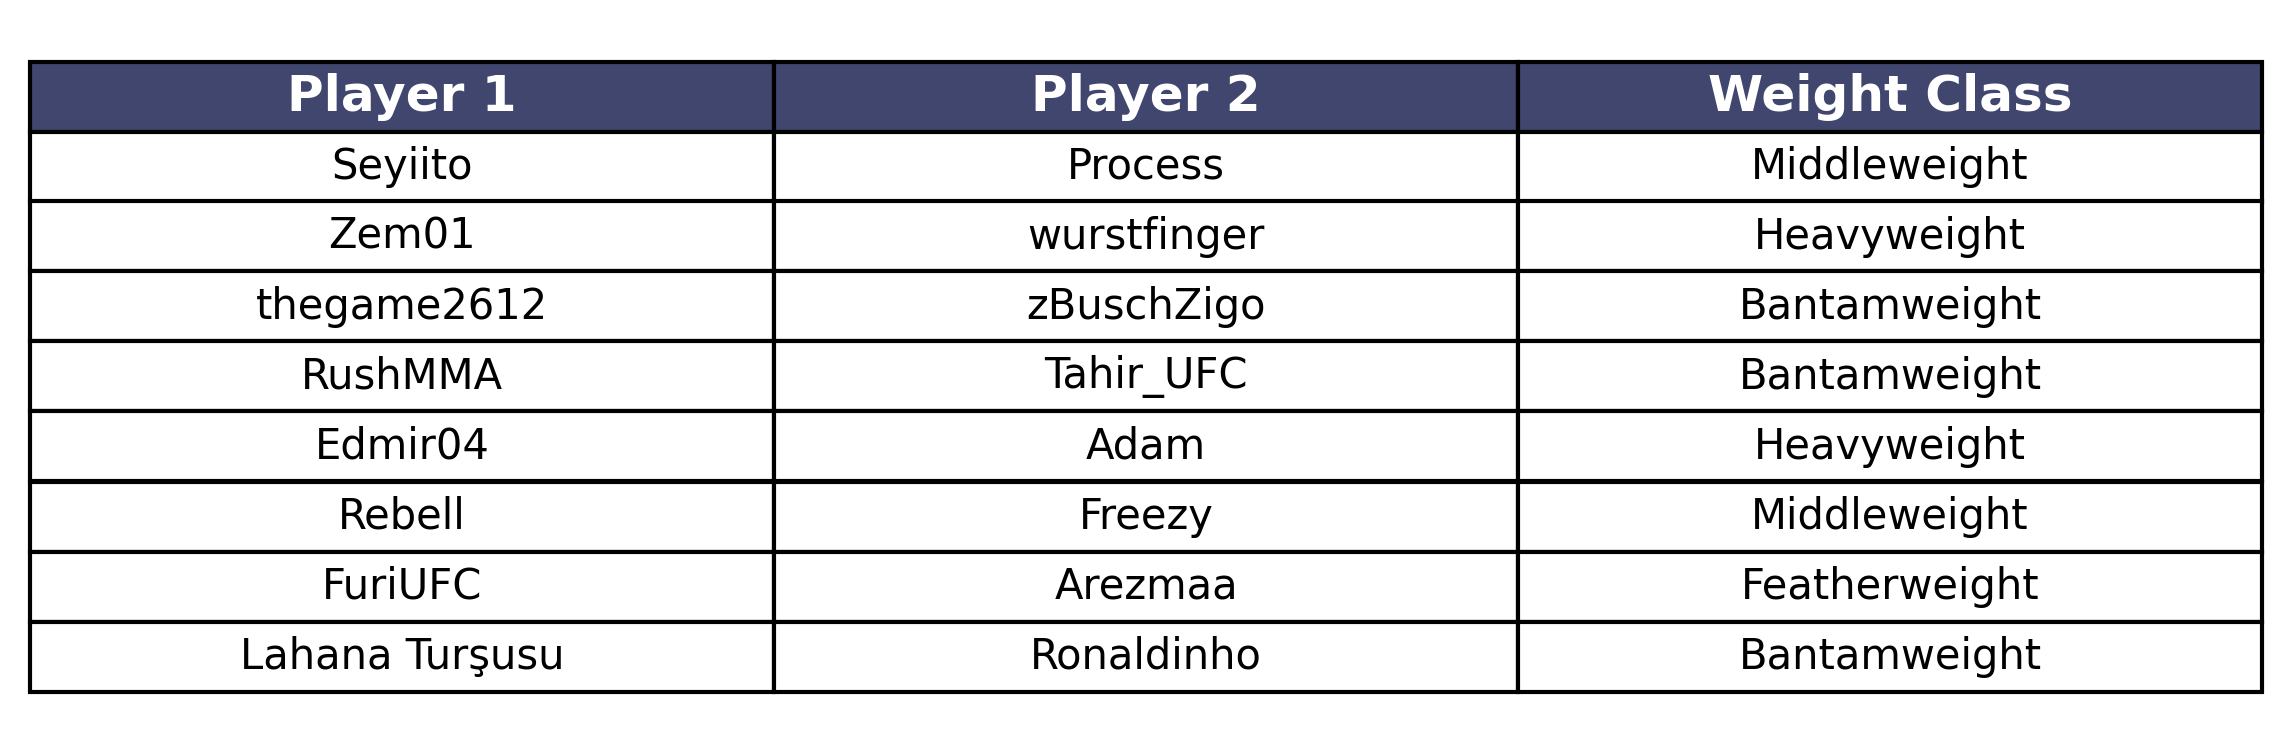 Player 1 Player 2 Weight Class
Seyiito Process Middleweight
Zem01 wurstfinger Heavyweight
thegame2612 zBuschZigo Bantamweight
RushMMA Tahir_UFC Bantamweight
Edmir04 Adam Heavyweight
Rebell Freezy Middleweight
FuriUFC Arezmaa Featherweight
Lahana Turşusu Ronaldinho Bantamweight